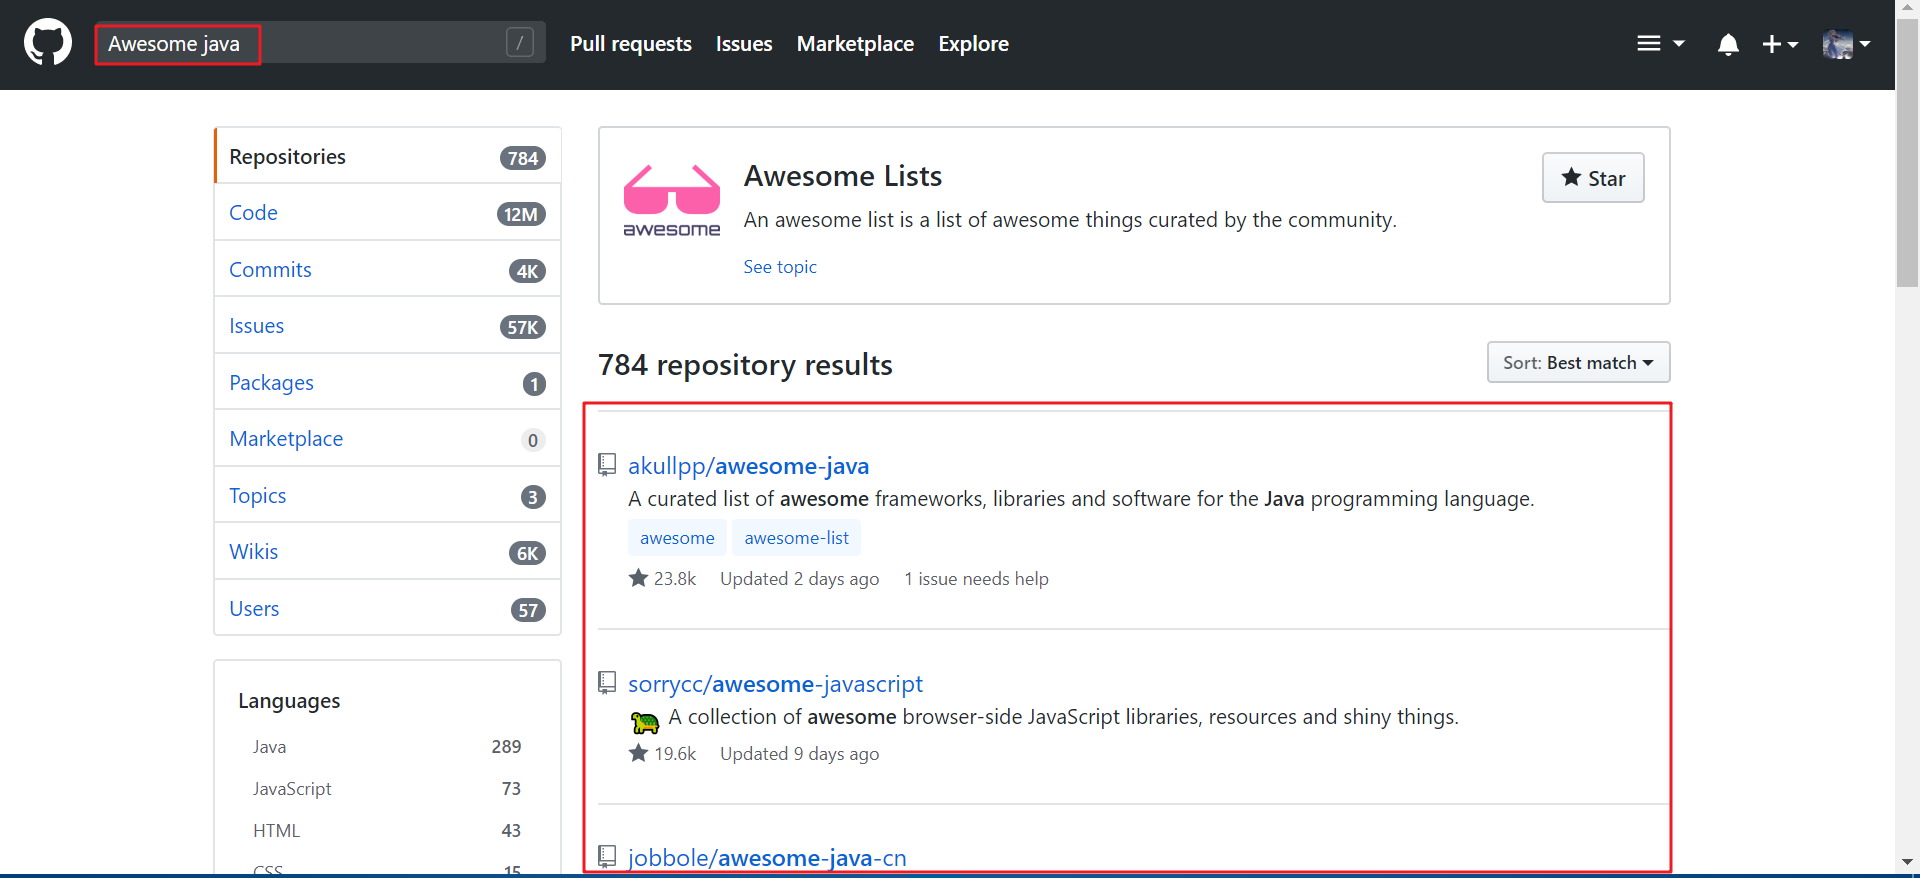 Awesome java / Pull requests Issues Marketplace Explore
Repositories 784
Code 12M
Commits 4K
Issues 57K
Packages 1
Marketplace 0
Topics 3
Wikis 6K
Users 57
Languages
Java 289
JavaScript 73
HTML 43
CSS 15
awesome
Awesome Lists
Star
An awesome list is a list of awesome things curated by the community.
See topic
784 repository results
Sort: Best match
akullpp/awesome-java
A curated list of awesome frameworks, libraries and software for the Java programming language.
awesome awesome-list
23.8k Updated 2 days ago 1 issue needs help
sorrycc/awesome-javascript
A collection of awesome browser-side JavaScript libraries, resources and shiny things.
19.6k Updated 9 days ago
jobbole/awesome-java-cn